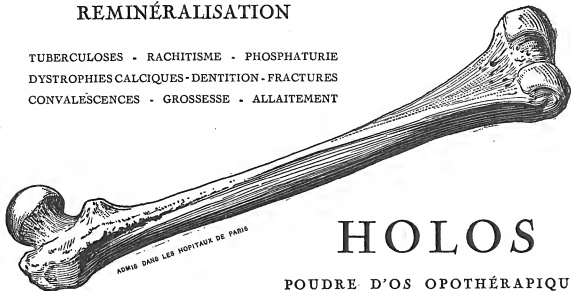 REMINÉRALISATION
TUBERCULOSES - RACHITISME - PHOSPHATURIE
DYSTROPHIES CALCIQUES - DENTITION - FRACTURES
CONVALESCENCES - GROSSESSE - ALLAITEMENT
ADMIS DANS LES HOPITAUX DE PARIS
HOLOS
POUDRE D'OS OPOTHÉRAPIQU